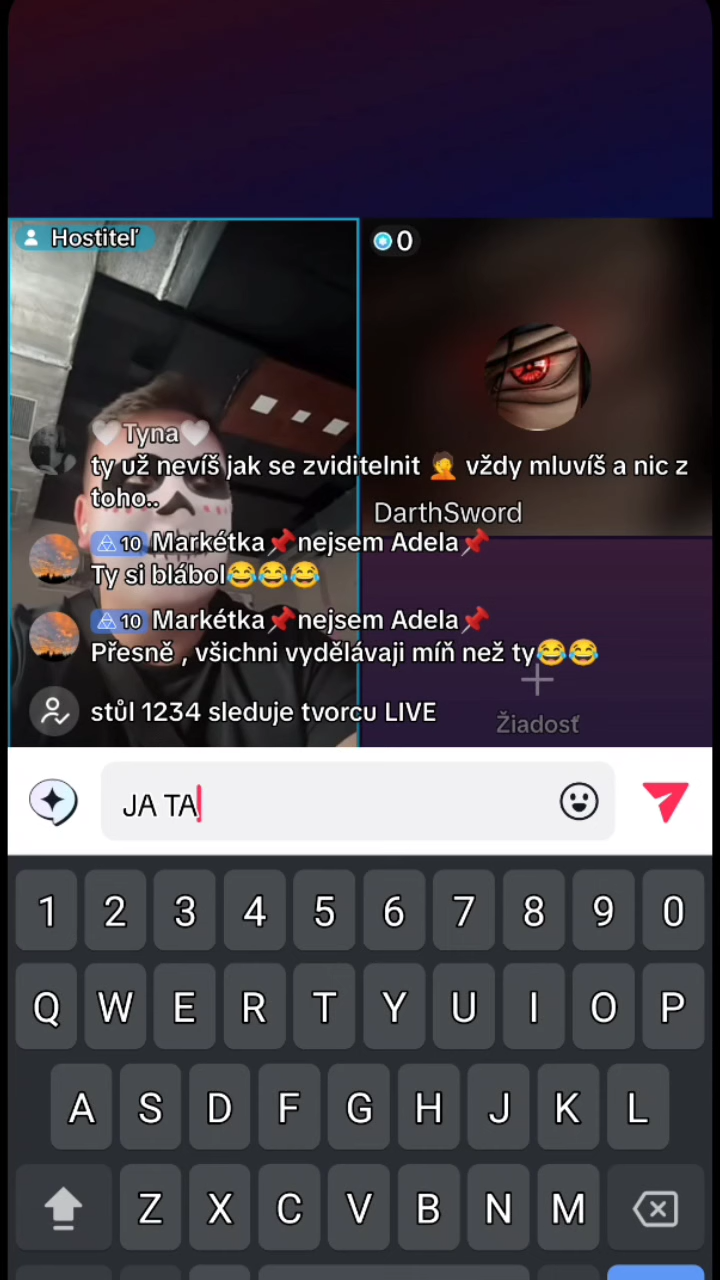 Hostiteľ
0
🤍Tyna🤍
ty už nevíš jak se zviditelnit 🤦 vždy mluvíš a nic z
toho..
DarthSword
10 Markétka📌nejsem Adela📌
Ty si blábol😂😂😂
10 Markétka📌nejsem Adela📌
Přesně , všichni vydělávaji míň než ty😂😂
stůl 1234 sleduje tvorcu LIVE
Žiadosť
JA TA
1 2 3 4 5 6 7 8 9 0
Q W E R T Y U I O P
A S D F G H J K L
Z X C V B N M